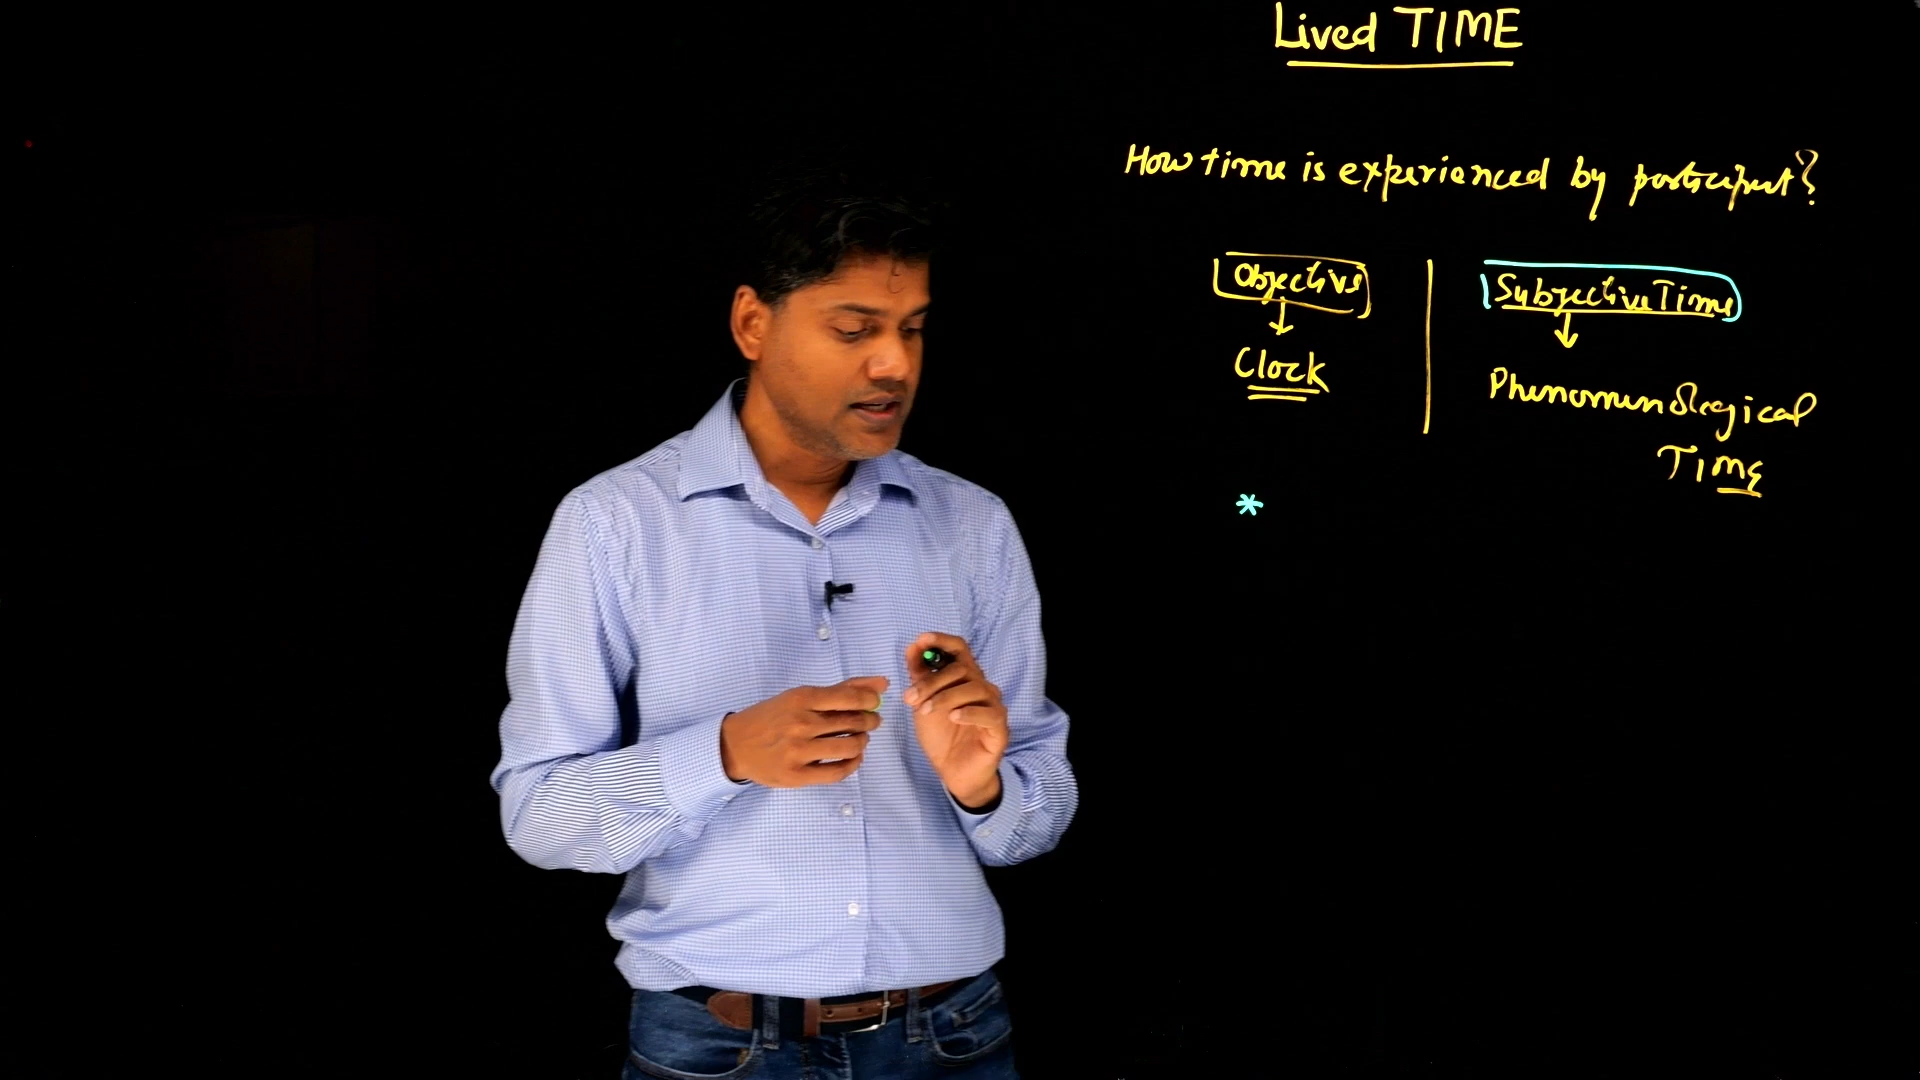 Lived TIME
How time is experienced by participant?
Objective
Clock
Subjective Time
Phenomenological
TIME
*